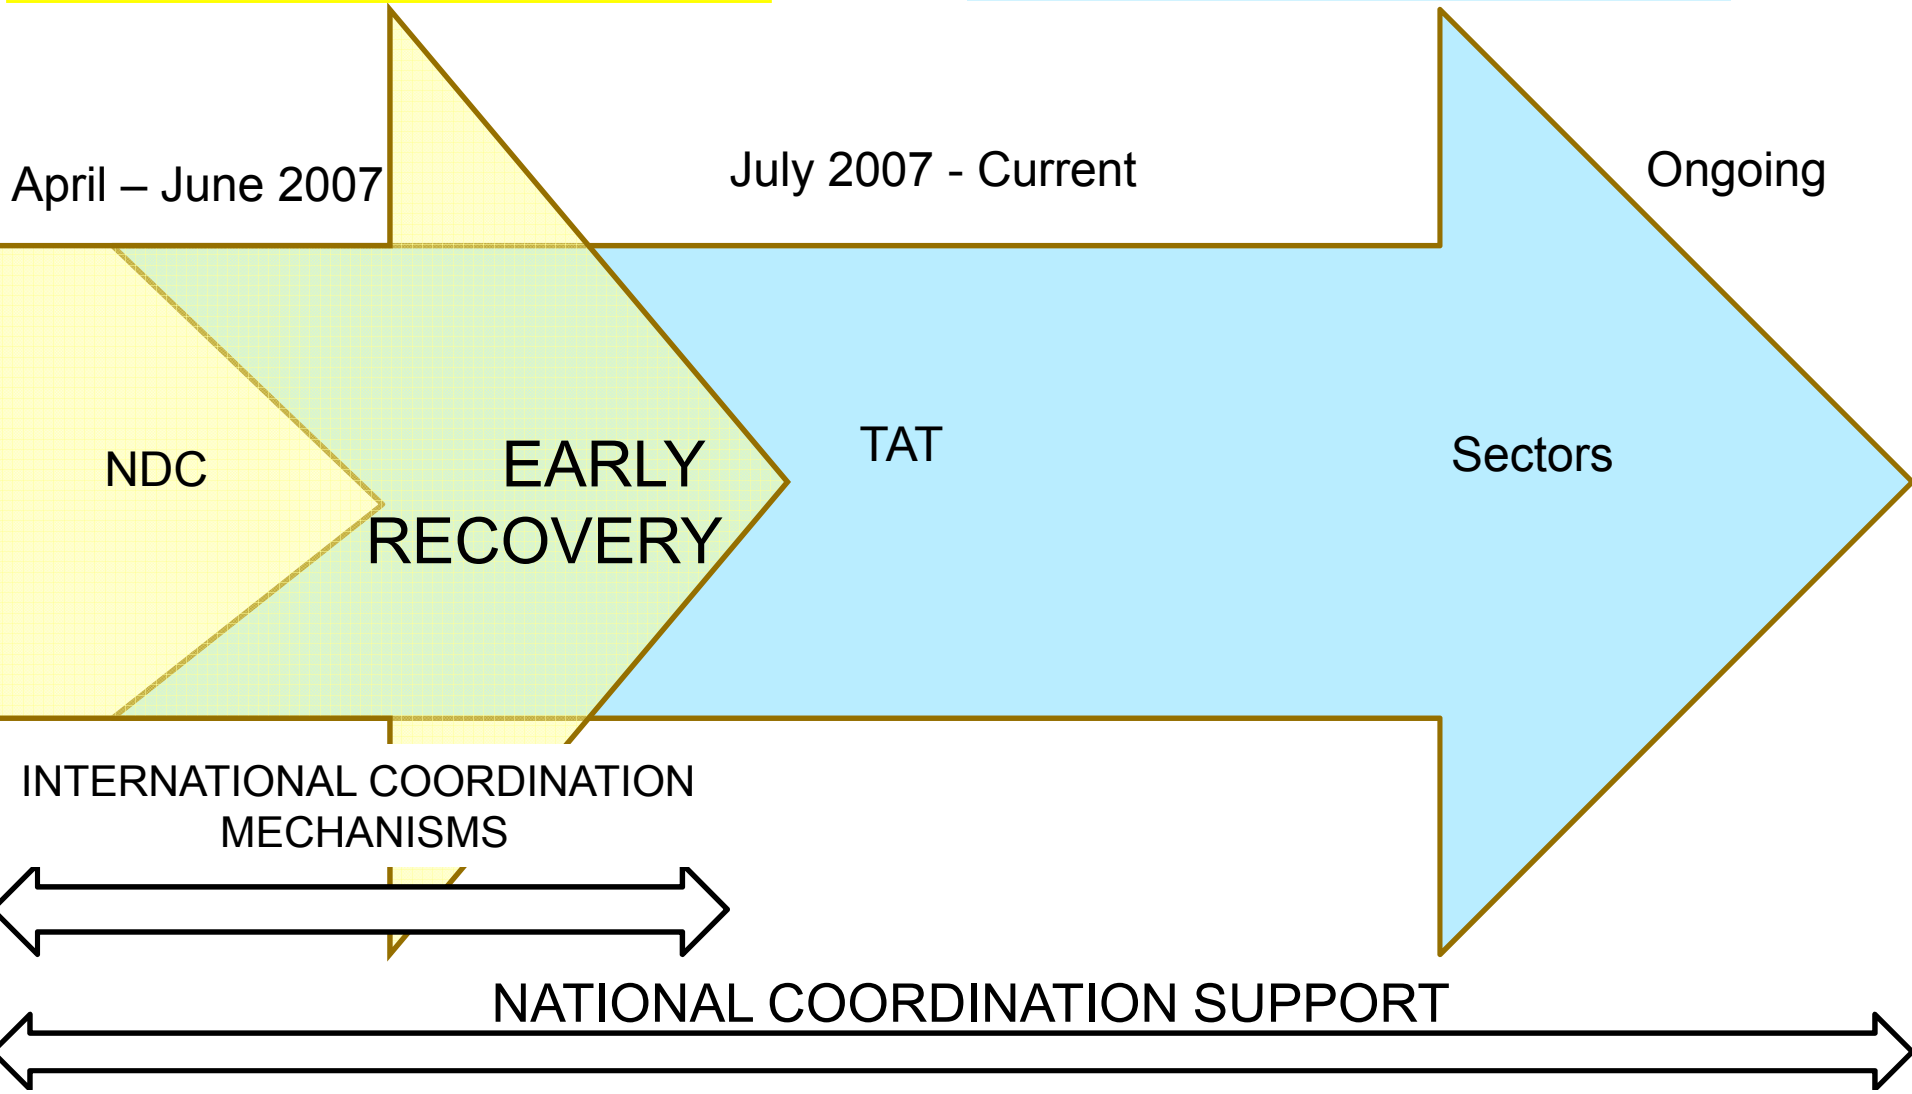 April – June 2007
July 2007 - Current
Ongoing
NDC
EARLY
RECOVERY
TAT
Sectors
INTERNATIONAL COORDINATION
MECHANISMS
NATIONAL COORDINATION SUPPORT